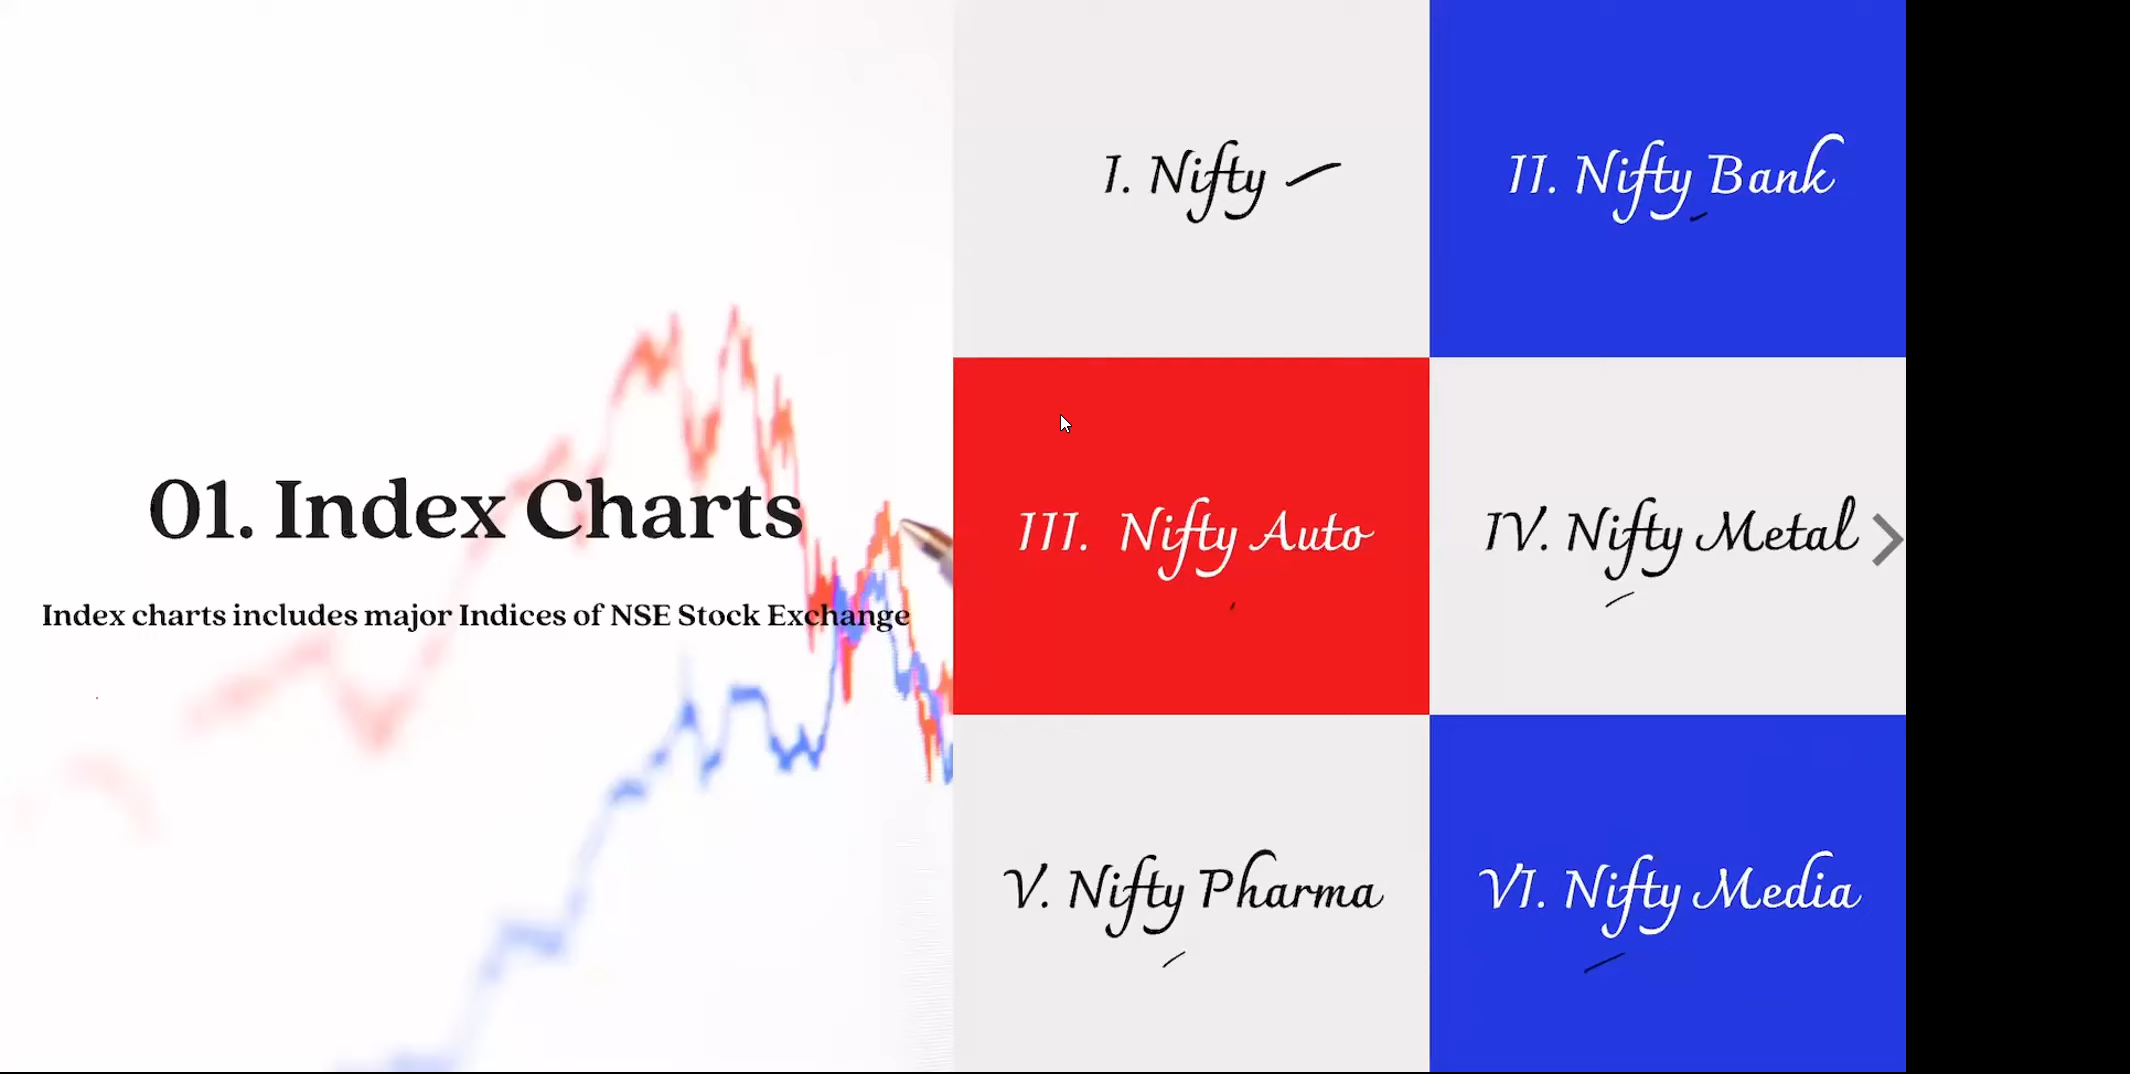 01. Index Charts
Index charts includes major Indices of NSE Stock Exchange
I. Nifty
II. Nifty Bank
III. Nifty Auto
IV. Nifty Metal
V. Nifty Pharma
VI. Nifty Media